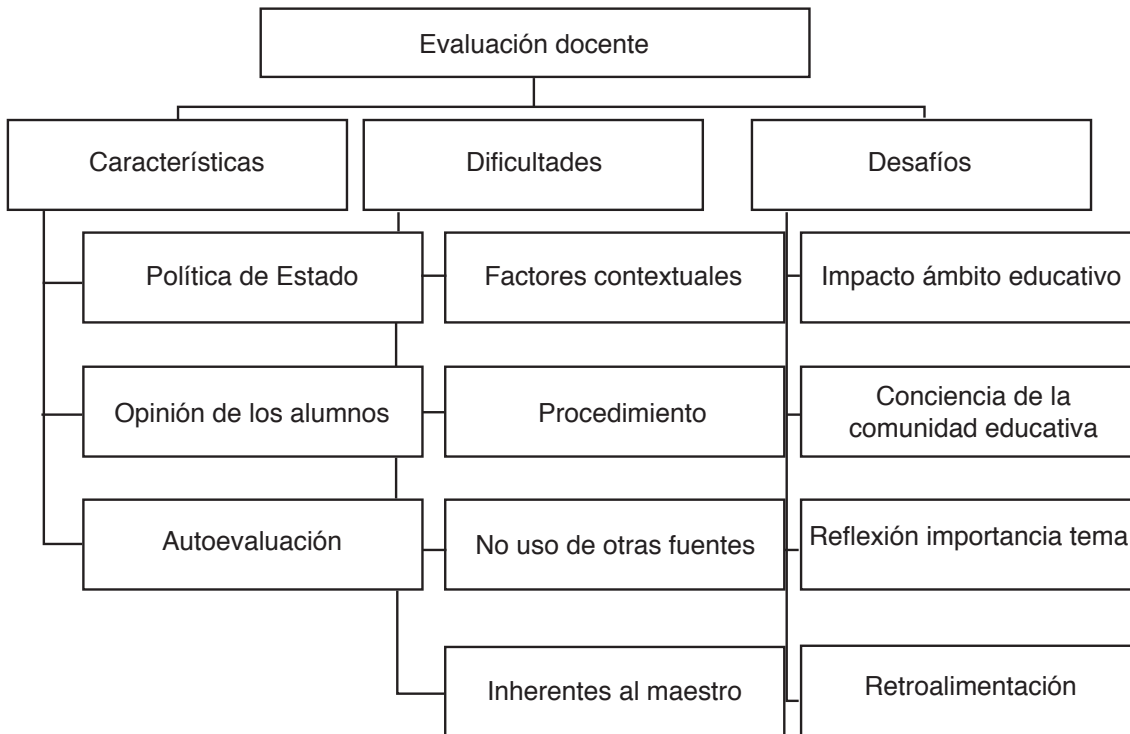 Evaluación docente
Características
Dificultades
Desafíos
Política de Estado
Factores contextuales
Impacto ámbito educativo
Opinión de los alumnos
Procedimiento
Conciencia de la
comunidad educativa
Autoevaluación
No uso de otras fuentes
Reflexión importancia tema
Inherentes al maestro
Retroalimentación